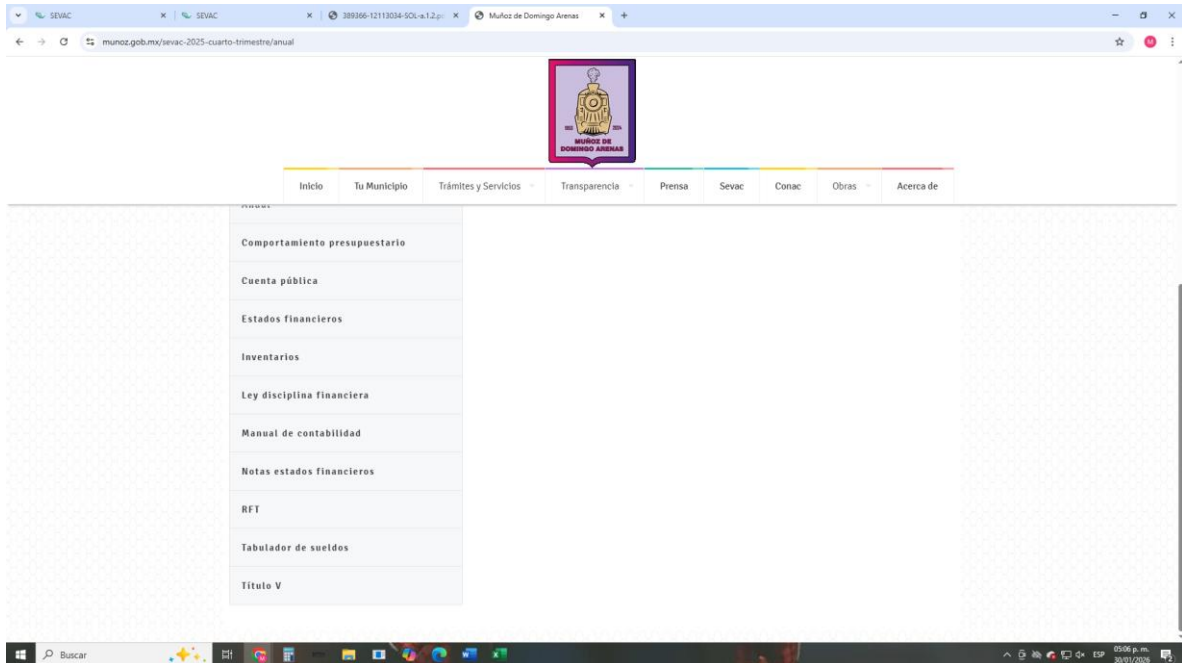 SEVAC
SEVAC
389366-12113034-SOL-a.1.2.p
Muñoz de Domingo Arenas
munoz.gob.mx/sevac-2025-cuarto-trimestre/anual
MUÑOZ DE
DOMINGO ARENAS
Inicio Tu Municipio Trámites y Servicios Transparencia Prensa Sevac Conac Obras Acerca de
Anual
Comportamiento presupuestario
Cuenta pública
Estados financieros
Inventarios
Ley disciplina financiera
Manual de contabilidad
Notas estados financieros
RFT
Tabulador de sueldos
Título V
Buscar
ESP
05:06 p. m.
30/01/2026